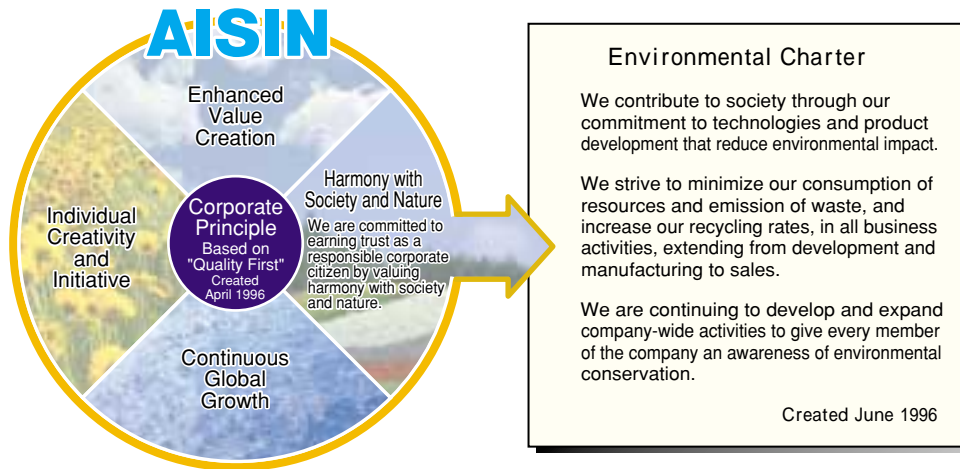 AISIN
Enhanced
Value
Creation
Individual
Creativity
and
Initiative
Corporate
Principle
Based on
"Quality First"
Created
April 1996
Harmony with
Society and Nature
We are committed to
earning trust as a
responsible corporate
citizen by valuing
harmony with society
and nature.
Continuous
Global
Growth
Environmental Charter
We contribute to society through our
commitment to technologies and product
development that reduce environmental impact.
We strive to minimize our consumption of
resources and emission of waste, and
increase our recycling rates, in all business
activities, extending from development and
manufacturing to sales.
We are continuing to develop and expand
company-wide activities to give every member
of the company an awareness of environmental
conservation.
Created June 1996